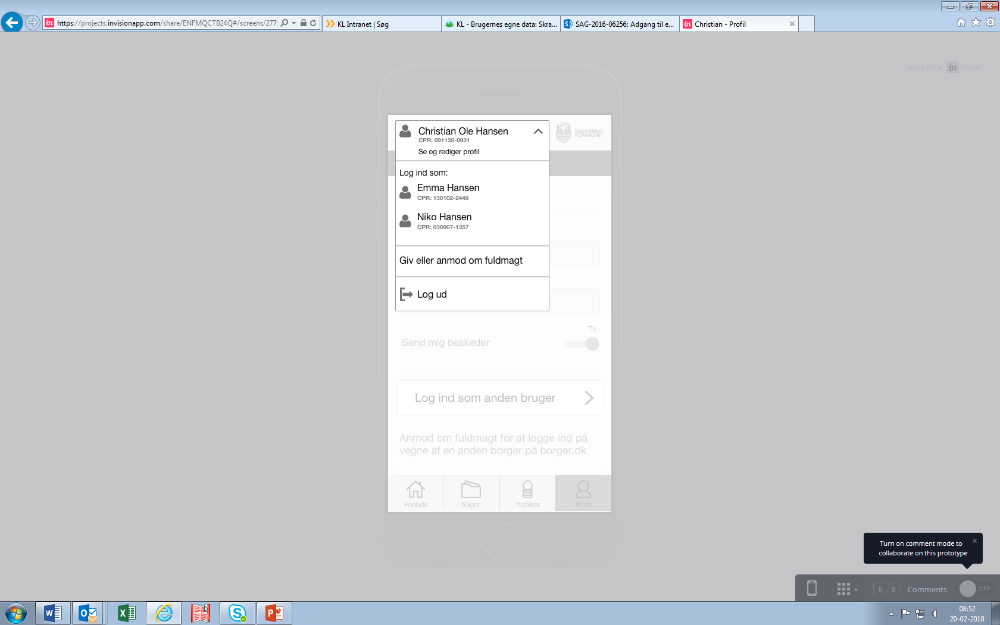 https://projects.invisionapp.com/share/ENFMQCTB24Q#/screens/277
KL Intranet | Søg
KL - Brugernes egne data: Skra...
SAG-2016-06256: Adgang til e...
Christian - Profil
MADE WITH invision
Christian Ole Hansen
CPR: 091135-0931
Se og rediger profil
DALKØBING
KOMMUNE
Log ind som:
Emma Hansen
CPR: 130102-2448
Niko Hansen
CPR: 030907-1357
Giv eller anmod om fuldmagt
Log ud
Til
Send mig beskeder
Log ind som anden bruger
Anmod om fuldmagt for at logge ind på
vegne af en anden borger på borger.dk
Forside
Sager
Ydelser
Profil
Turn on comment mode to
collaborate on this prototype
0 / 0
Comments
OFF
08:52
20-02-2018